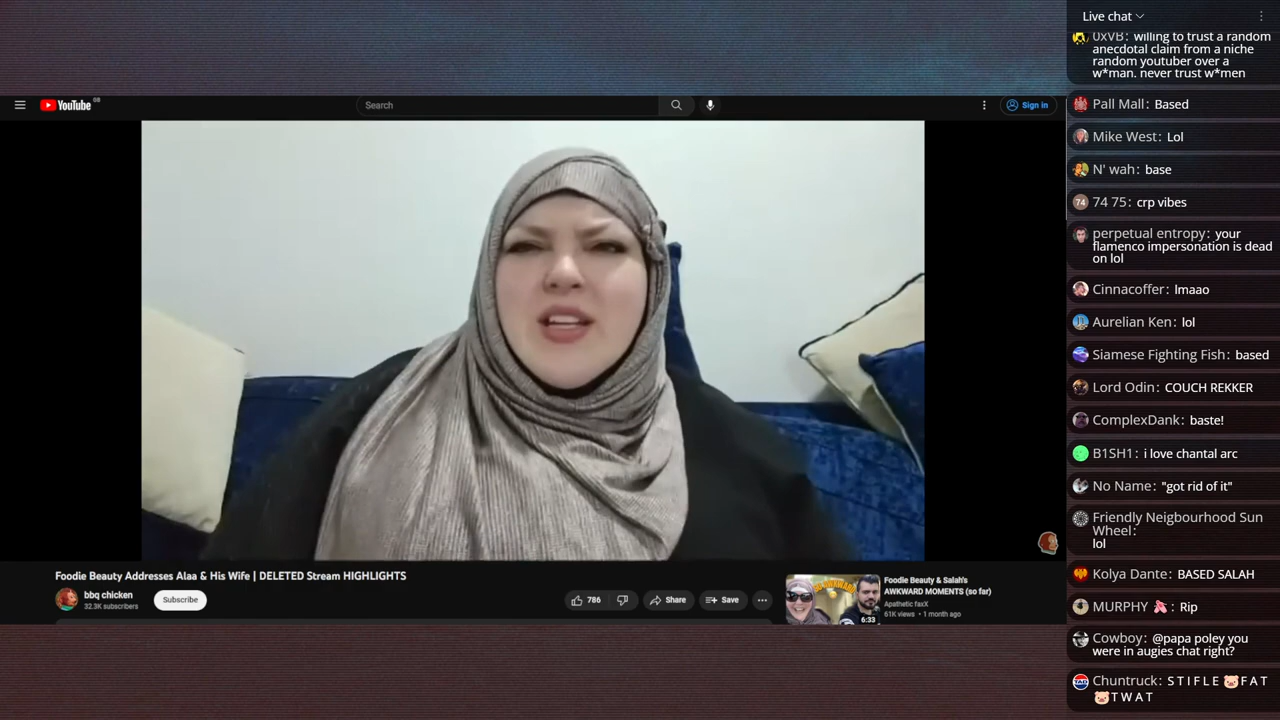 YouTube GB
Search
Sign in
Foodie Beauty Addresses Alaa & His Wife | DELETED Stream HIGHLIGHTS
bbq chicken
32.3K subscribers
Subscribe
786
Share
Save
6:33
Foodie Beauty & Salah's
AWKWARD MOMENTS (so far)
Apathetic faxX
61K views • 1 month ago
Live chat
0xVB: willing to trust a random
anecdotal claim from a niche
random youtuber over a
w*man. never trust w*men
Pall Mall: Based
Mike West: Lol
N' wah: base
74 75: crp vibes
perpetual entropy: your
flamenco impersonation is dead
on lol
Cinnacoffer: lmaao
Aurelian Ken: lol
Siamese Fighting Fish: based
Lord Odin: COUCH REKKER
ComplexDank: baste!
B1SH1: i love chantal arc
No Name: "got rid of it"
Friendly Neigbourhood Sun
Wheel:
lol
Kolya Dante: BASED SALAH
MURPHY 🩰: Rip
Cowboy: @papa poley you
were in augies chat right?
Chuntruck: S T I F L E 🐷 F A T
🐷 T W A T